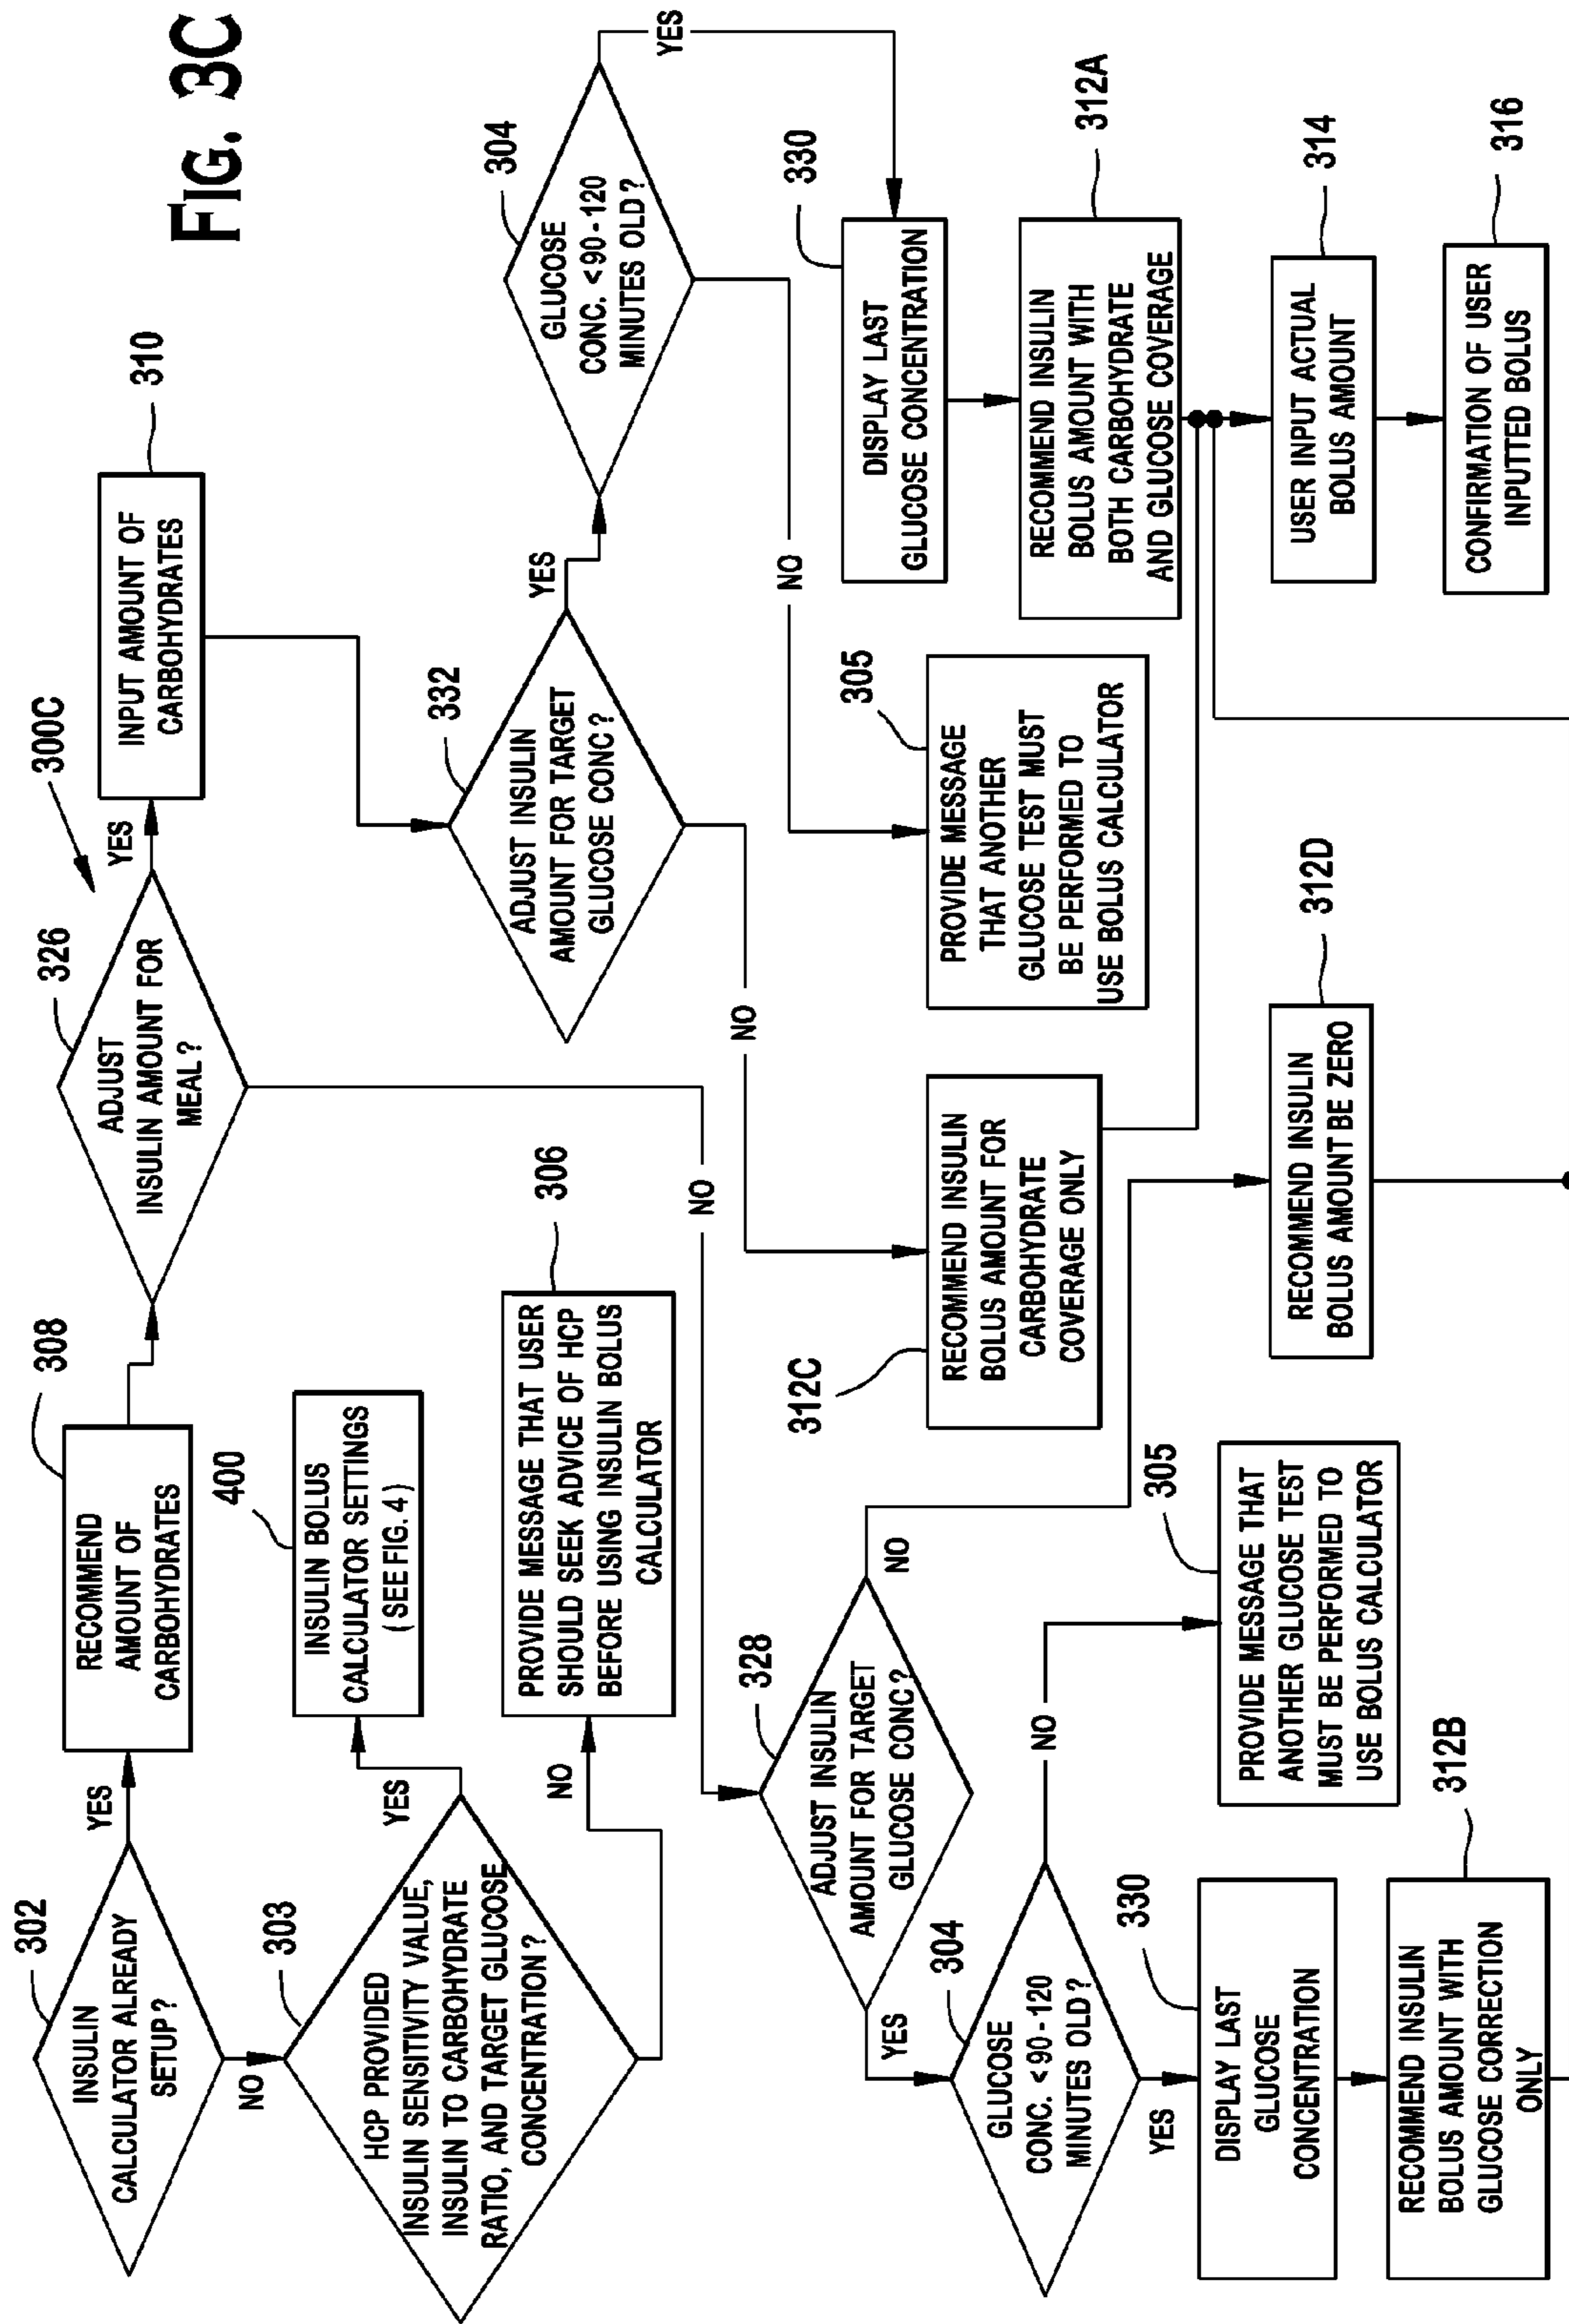 FIG. 3C
300C
302
INSULIN
CALCULATOR ALREADY
SETUP?
YES
NO
308
RECOMMEND
AMOUNT OF
CARBOHYDRATES
326
ADJUST
INSULIN AMOUNT FOR
MEAL?
YES
NO
310
INPUT AMOUNT OF
CARBOHYDRATES
303
HCP PROVIDED
INSULIN SENSITIVITY VALUE,
INSULIN TO CARBOHYDRATE
RATIO, AND TARGET GLUCOSE
CONCENTRATION?
YES
NO
400
INSULIN BOLUS
CALCULATOR SETTINGS
(SEE FIG. 4)
306
PROVIDE MESSAGE THAT USER
SHOULD SEEK ADVICE OF HCP
BEFORE USING INSULIN BOLUS
CALCULATOR
332
ADJUST INSULIN
AMOUNT FOR TARGET
GLUCOSE CONC?
YES
NO
304
GLUCOSE
CONC. <90-120
MINUTES OLD?
YES
NO
328
ADJUST INSULIN
AMOUNT FOR TARGET
GLUCOSE CONC?
YES
NO
304
GLUCOSE
CONC. <90-120
MINUTES OLD?
YES
NO
312C
RECOMMEND INSULIN
BOLUS AMOUNT FOR
CARBOHYDRATE
COVERAGE ONLY
305
PROVIDE MESSAGE
THAT ANOTHER
GLUCOSE TEST MUST
BE PERFORMED TO
USE BOLUS CALCULATOR
330
DISPLAY LAST
GLUCOSE CONCENTRATION
312A
RECOMMEND INSULIN
BOLUS AMOUNT WITH
BOTH CARBOHYDRATE
AND GLUCOSE COVERAGE
330
DISPLAY LAST
GLUCOSE
CONCENTRATION
305
PROVIDE MESSAGE THAT
ANOTHER GLUCOSE TEST
MUST BE PERFORMED TO
USE BOLUS CALCULATOR
312D
RECOMMEND INSULIN
BOLUS AMOUNT BE ZERO
314
USER INPUT ACTUAL
BOLUS AMOUNT
312B
RECOMMEND INSULIN
BOLUS AMOUNT WITH
GLUCOSE CORRECTION
ONLY
316
CONFIRMATION OF USER
INPUTTED BOLUS